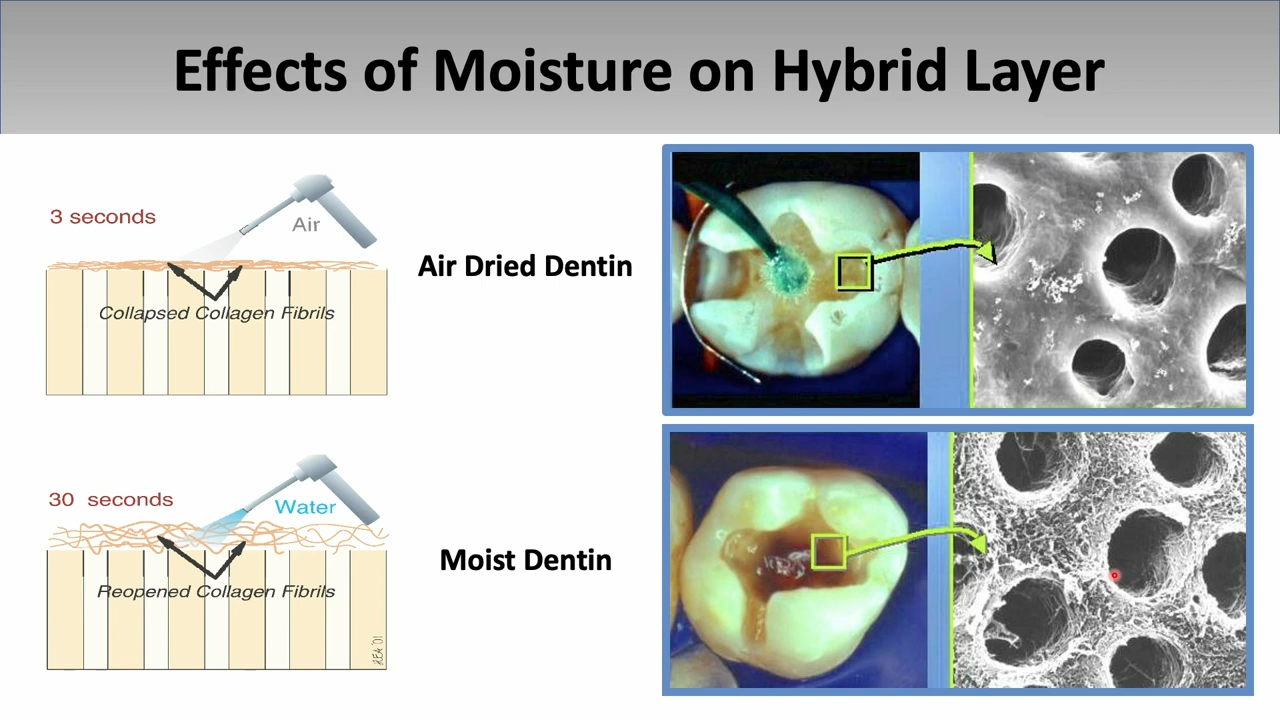 Effects of Moisture on Hybrid Layer
3 seconds
Air
Collapsed Collagen Fibrils
Air Dried Dentin
30 seconds
Water
Reopened Collagen Fibrils
Moist Dentin